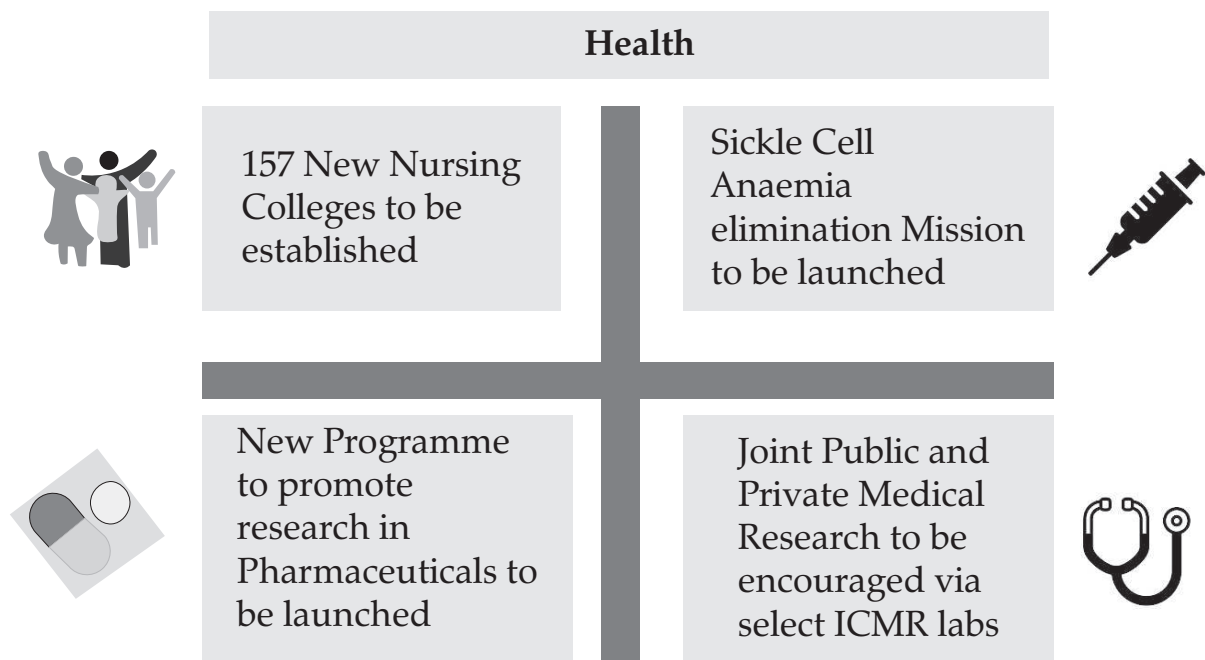 Health
157 New Nursing
Colleges to be
established
Sickle Cell
Anaemia
elimination Mission
to be launched
New Programme
to promote
research in
Pharmaceuticals to
be launched
Joint Public and
Private Medical
Research to be
encouraged via
select ICMR labs